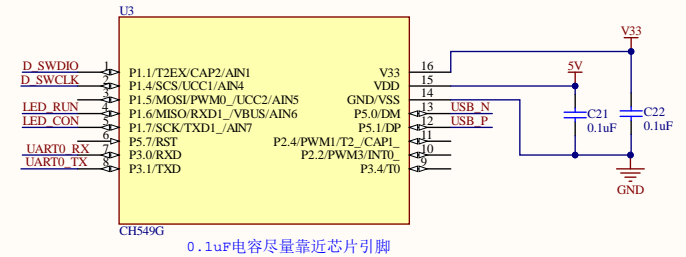 U3
V33
D_SWDIO 1 P1.1/T2EX/CAP2/AIN1 V33 16
D_SWCLK 2 P1.4/SCS/UCC1/AIN4 VDD 15 5V
3 P1.5/MOSI/PWM0_/UCC2/AIN5 GND/VSS 14
LED_RUN 4 P1.6/MISO/RXD1_/VBUS/AIN6 P5.0/DM 13 USB_N C21 C22
LED_CON 5 P1.7/SCK/TXD1_/AIN7 P5.1/DP 12 USB_P 0.1uF 0.1uF
6 P5.7/RST P2.4/PWM1/T2_/CAP1_ 11
UART0_RX 7 P3.0/RXD P2.2/PWM3/INT0_ 10
UART0_TX 8 P3.1/TXD P3.4/T0 9
GND
CH549G
0.1uF电容尽量靠近芯片引脚